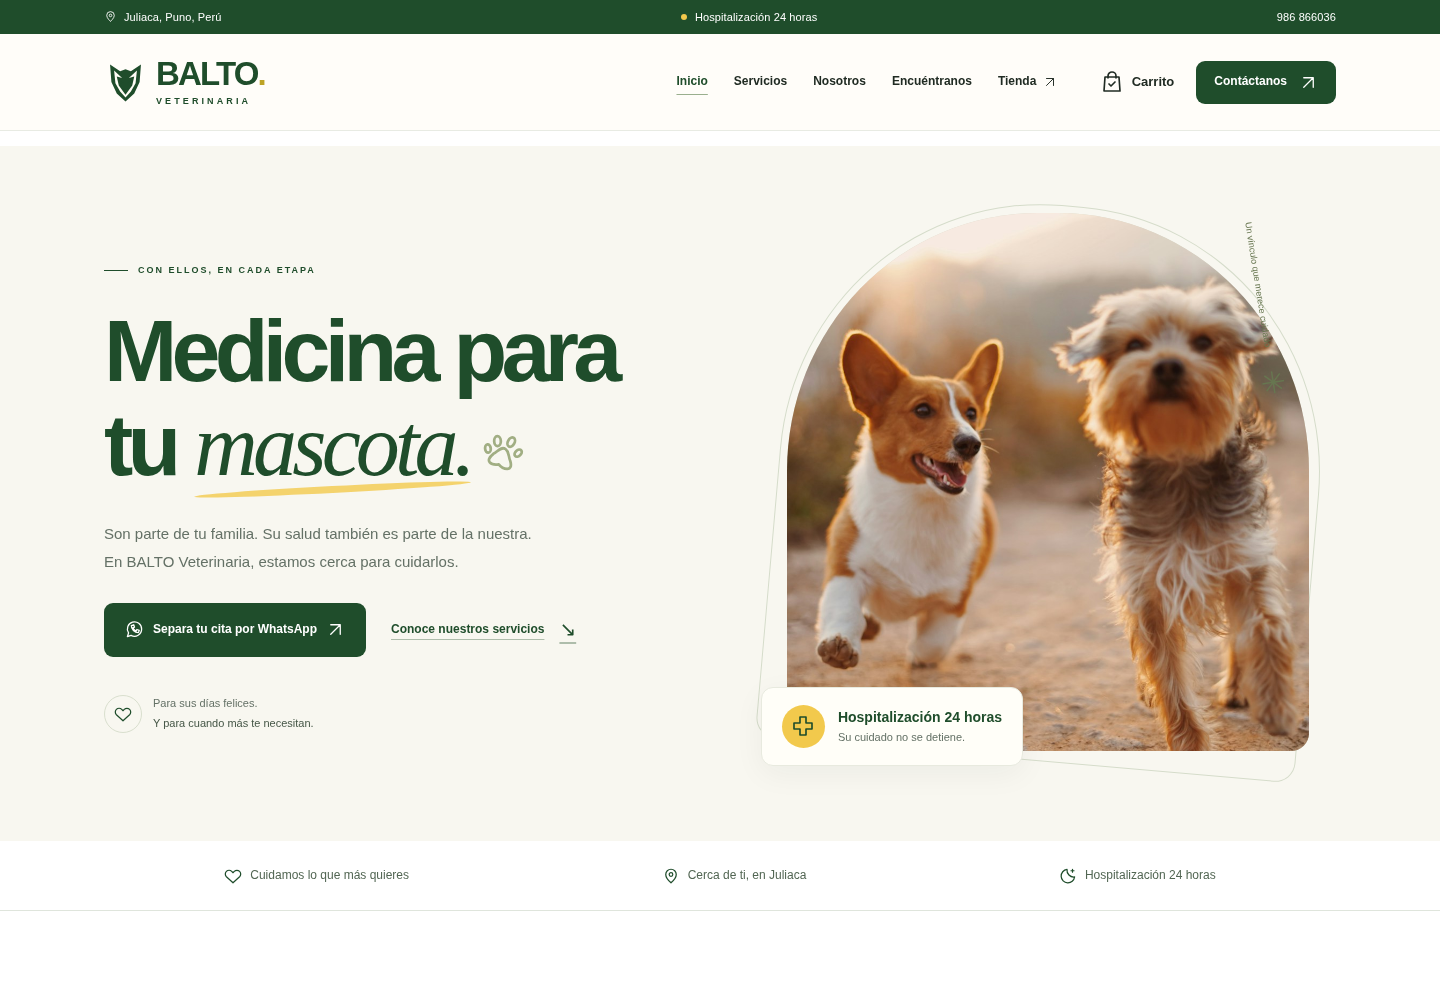 Juliaca, Puno, Perú
Hospitalización 24 horas
986 866036
BALTO.
VETERINARIA
Inicio
Servicios
Nosotros
Encuéntranos
Tienda
Carrito
Contáctanos
CON ELLOS, EN CADA ETAPA
Medicina para
tu mascota.
Son parte de tu familia. Su salud también es parte de la nuestra.
En BALTO Veterinaria, estamos cerca para cuidarlos.
Separa tu cita por WhatsApp
Conoce nuestros servicios
Para sus días felices.
Y para cuando más te necesitan.
Un vínculo que merece
Hospitalización 24 horas
Su cuidado no se detiene.
Cuidamos lo que más quieres
Cerca de ti, en Juliaca
Hospitalización 24 horas